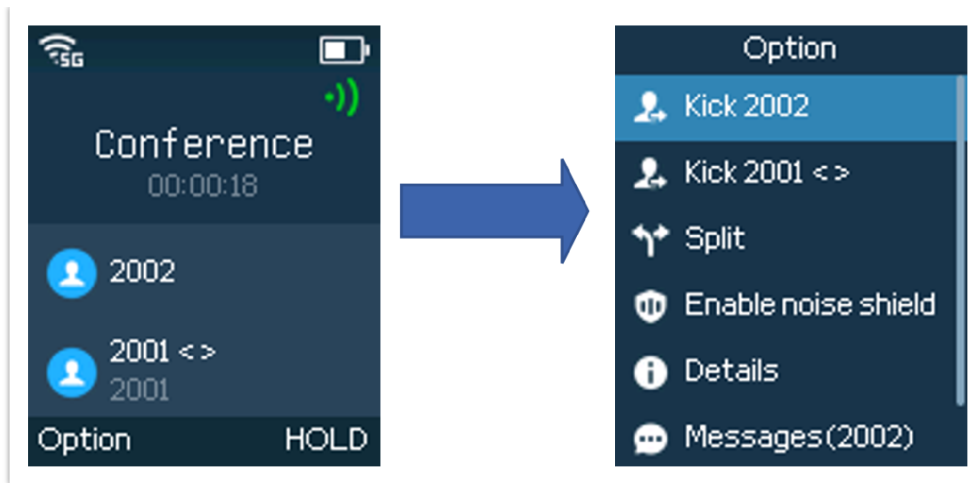 5G
Conference
00:00:18
2002
2001 <>
2001
Option
HOLD
Option
Kick 2002
Kick 2001 <>
Split
Enable noise shield
Details
Messages(2002)